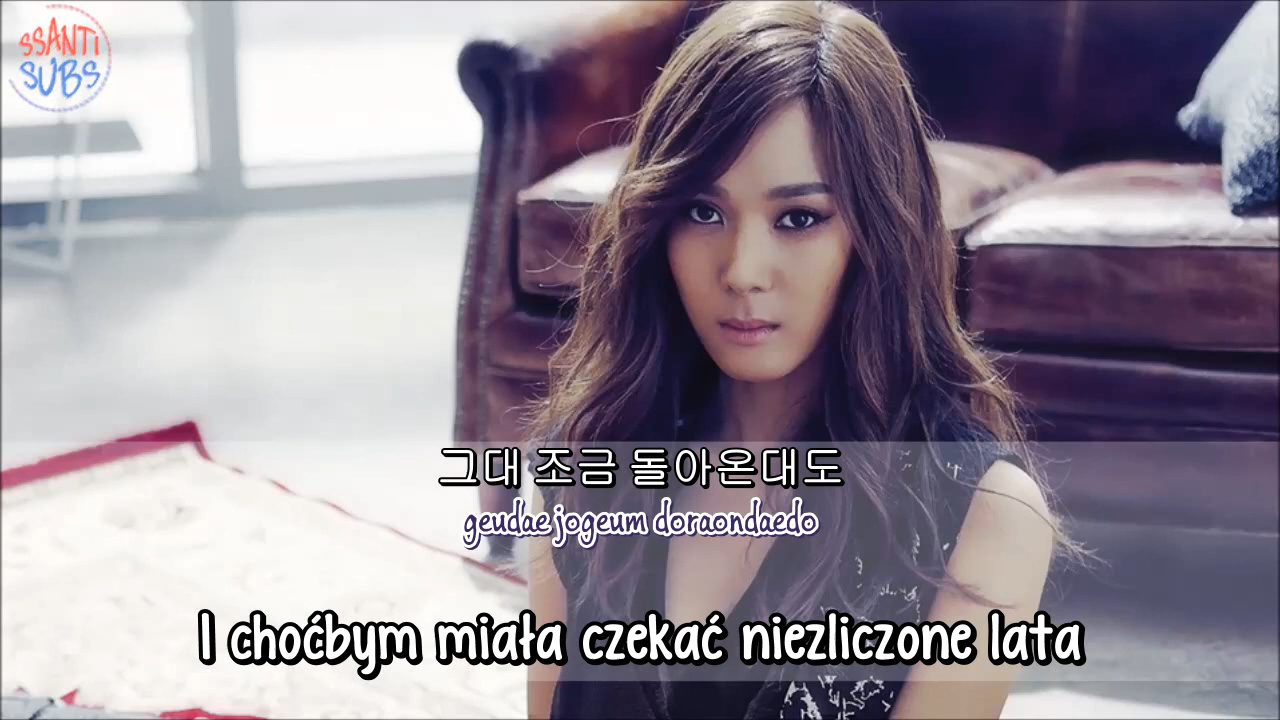 SSANTI
SUBS
그대 조금 돌아온대도
geudae jogeum doraondaedo
I choćbym miała czekać niezliczone lata